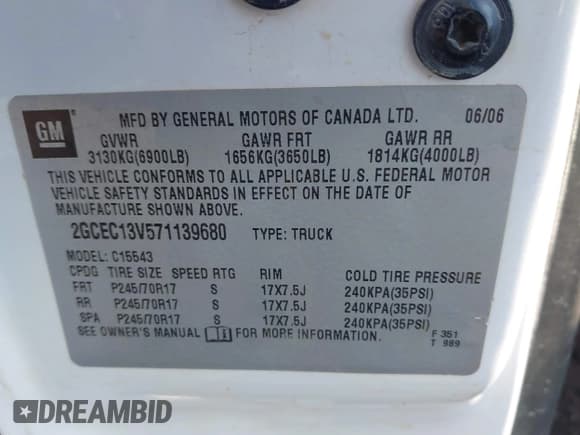 GM
MFD BY GENERAL MOTORS OF CANADA LTD. 06/06
GVWR GAWR FRT GAWR RR
3130KG(6900LB) 1656KG(3650LB) 1814KG(4000LB)
THIS VEHICLE CONFORMS TO ALL APPLICABLE U.S. FEDERAL MOTOR
VEHICLE SAFETY STANDARDS IN EFFECT ON THE DATE OF
MANUFACTURE SHOWN ABOVE.
2GCEC13V571139680 TYPE: TRUCK
MODEL: C15543
CPDG TIRE SIZE SPEED RTG RIM COLD TIRE PRESSURE
FRT P245/70R17 S 17X7.5J 240KPA(35PSI)
RR P245/70R17 S 17X7.5J 240KPA(35PSI)
SPA P245/70R17 S 17X7.5J 240KPA(35PSI)
SEE OWNER'S MANUAL FOR MORE INFORMATION. F 351
T 989
DREAMBID